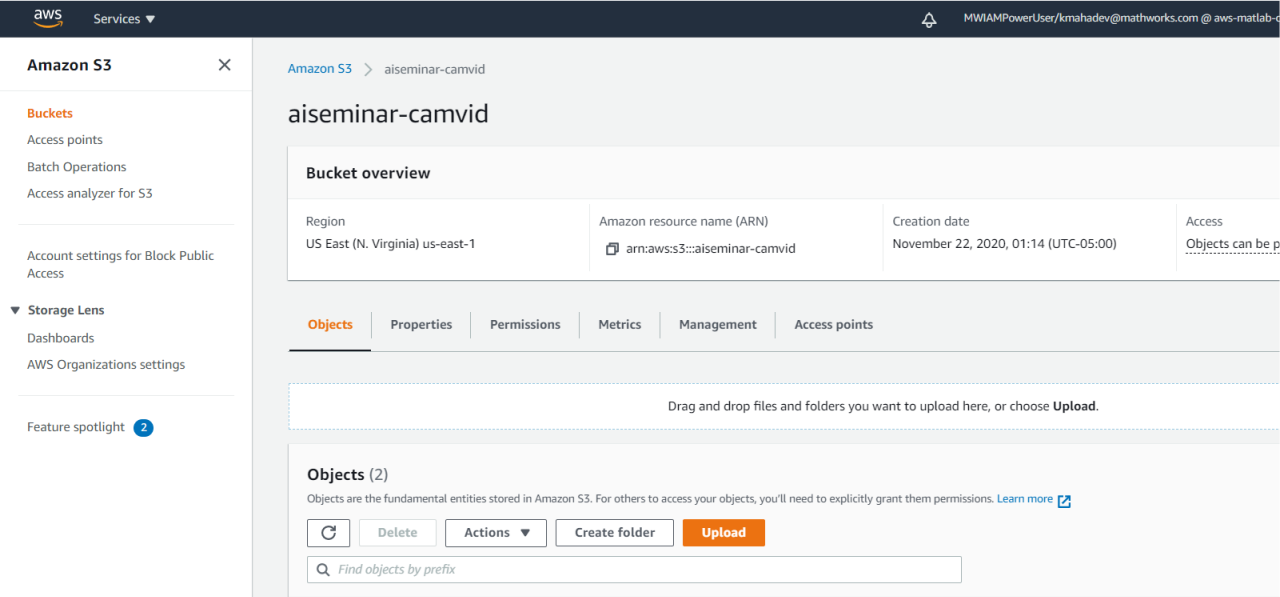 aws Services ▼ MWIAMPowerUser/kmahadev@mathworks.com @ aws-matlab-
Amazon S3
Buckets
Access points
Batch Operations
Access analyzer for S3
Account settings for Block Public
Access
▼ Storage Lens
Dashboards
AWS Organizations settings
Feature spotlight 2
Amazon S3 > aiseminar-camvid
aiseminar-camvid
Bucket overview
Region
US East (N. Virginia) us-east-1
Amazon resource name (ARN)
arn:aws:s3:::aiseminar-camvid
Creation date
November 22, 2020, 01:14 (UTC-05:00)
Access
Objects can be p
Objects Properties Permissions Metrics Management Access points
Drag and drop files and folders you want to upload here, or choose Upload.
Objects (2)
Objects are the fundamental entities stored in Amazon S3. For others to access your objects, you'll need to explicitly grant them permissions. Learn more
Delete Actions ▼ Create folder Upload
Find objects by prefix